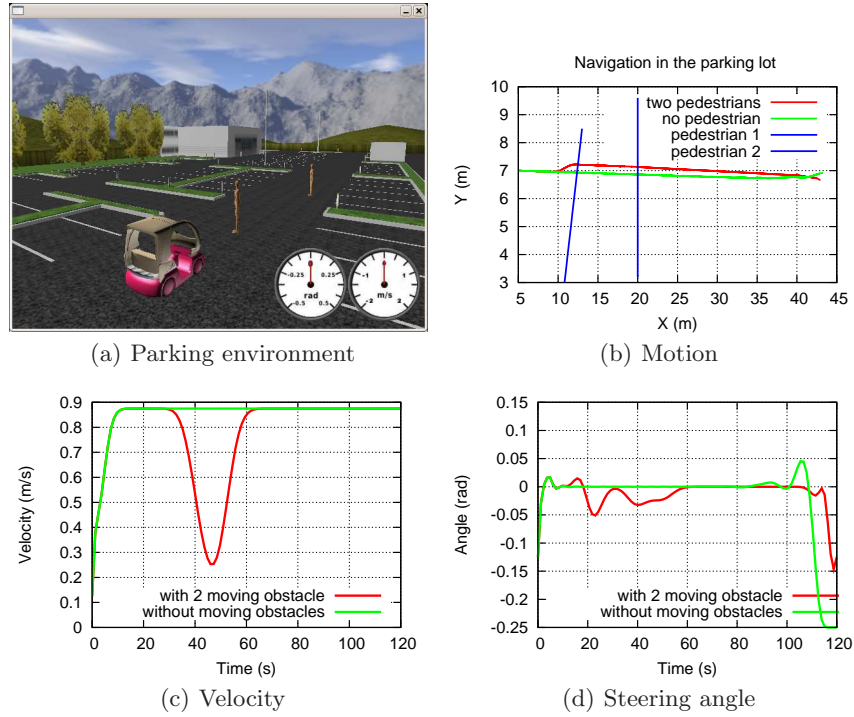 -0.25 0.25
-0.5 0.5
rad
-1 1
-2 2
m/s
(a) Parking environment
Navigation in the parking lot
10
9
8
7
6
5
4
3
Y (m)
two pedestrians
no pedestrian
pedestrian 1
pedestrian 2
5 10 15 20 25 30 35 40 45
X (m)
(b) Motion
0.9
0.8
0.7
0.6
0.5
0.4
0.3
0.2
0.1
0
Velocity (m/s)
with 2 moving obstacle
without moving obstacles
0 20 40 60 80 100 120
Time (s)
(c) Velocity
0.15
0.1
0.05
0
-0.05
-0.1
-0.15
-0.2
-0.25
Angle (rad)
with 2 moving obstacle
without moving obstacles
0 20 40 60 80 100 120
Time (s)
(d) Steering angle